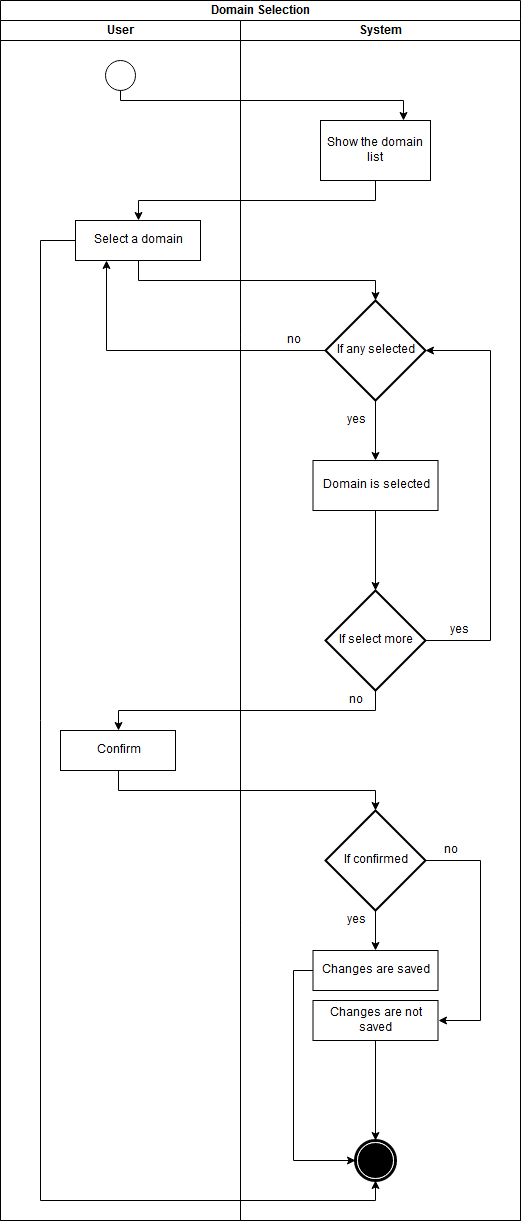 Domain Selection
User
System
Show the domain
list
Select a domain
If any selected
no
yes
Domain is selected
If select more
yes
no
Confirm
If confirmed
no
yes
Changes are saved
Changes are not
saved